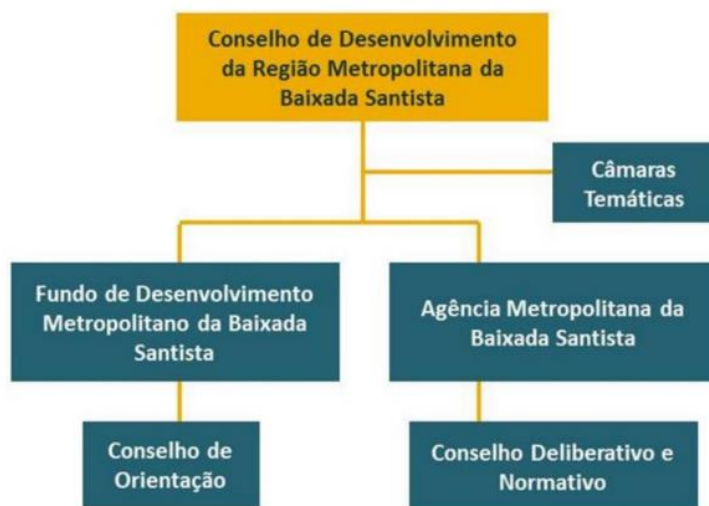 Conselho de Desenvolvimento
da Região Metropolitana da
Baixada Santista
Câmaras
Temáticas
Fundo de Desenvolvimento
Metropolitano da Baixada
Santista
Agência Metropolitana da
Baixada Santista
Conselho de
Orientação
Conselho Deliberativo e
Normativo